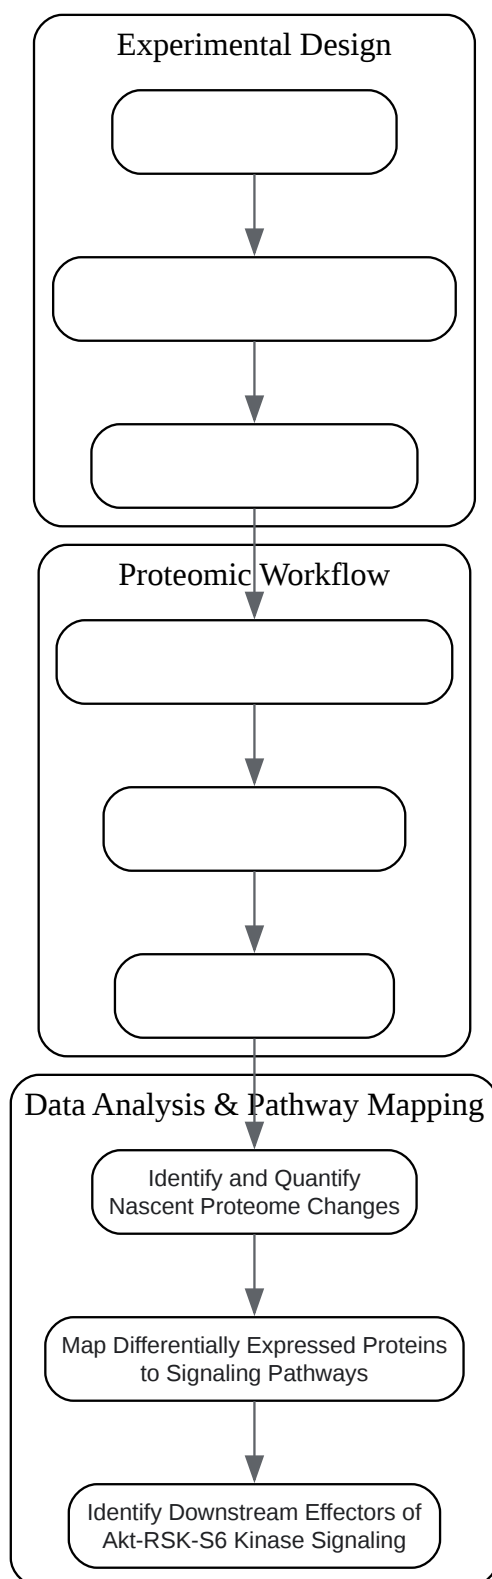 Experimental Design
Proteomic Workflow
Data Analysis & Pathway Mapping
Identify and Quantify
Nascent Proteome Changes
Map Differentially Expressed Proteins
to Signaling Pathways
Identify Downstream Effectors of
Akt-RSK-S6 Kinase Signaling